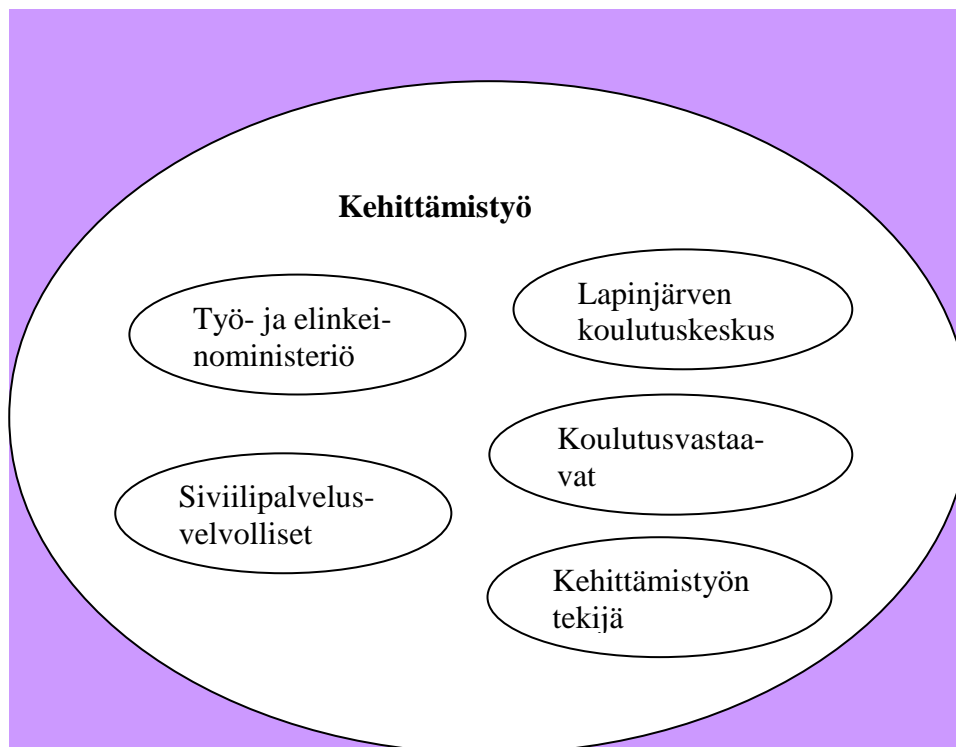 Kehittämistyö
Työ- ja elinkei-
noministeriö
Lapinjärven
koulutuskeskus
Koulutusvastaa-
vat
Siviilipalvelus-
velvolliset
Kehittämistyön
tekijä